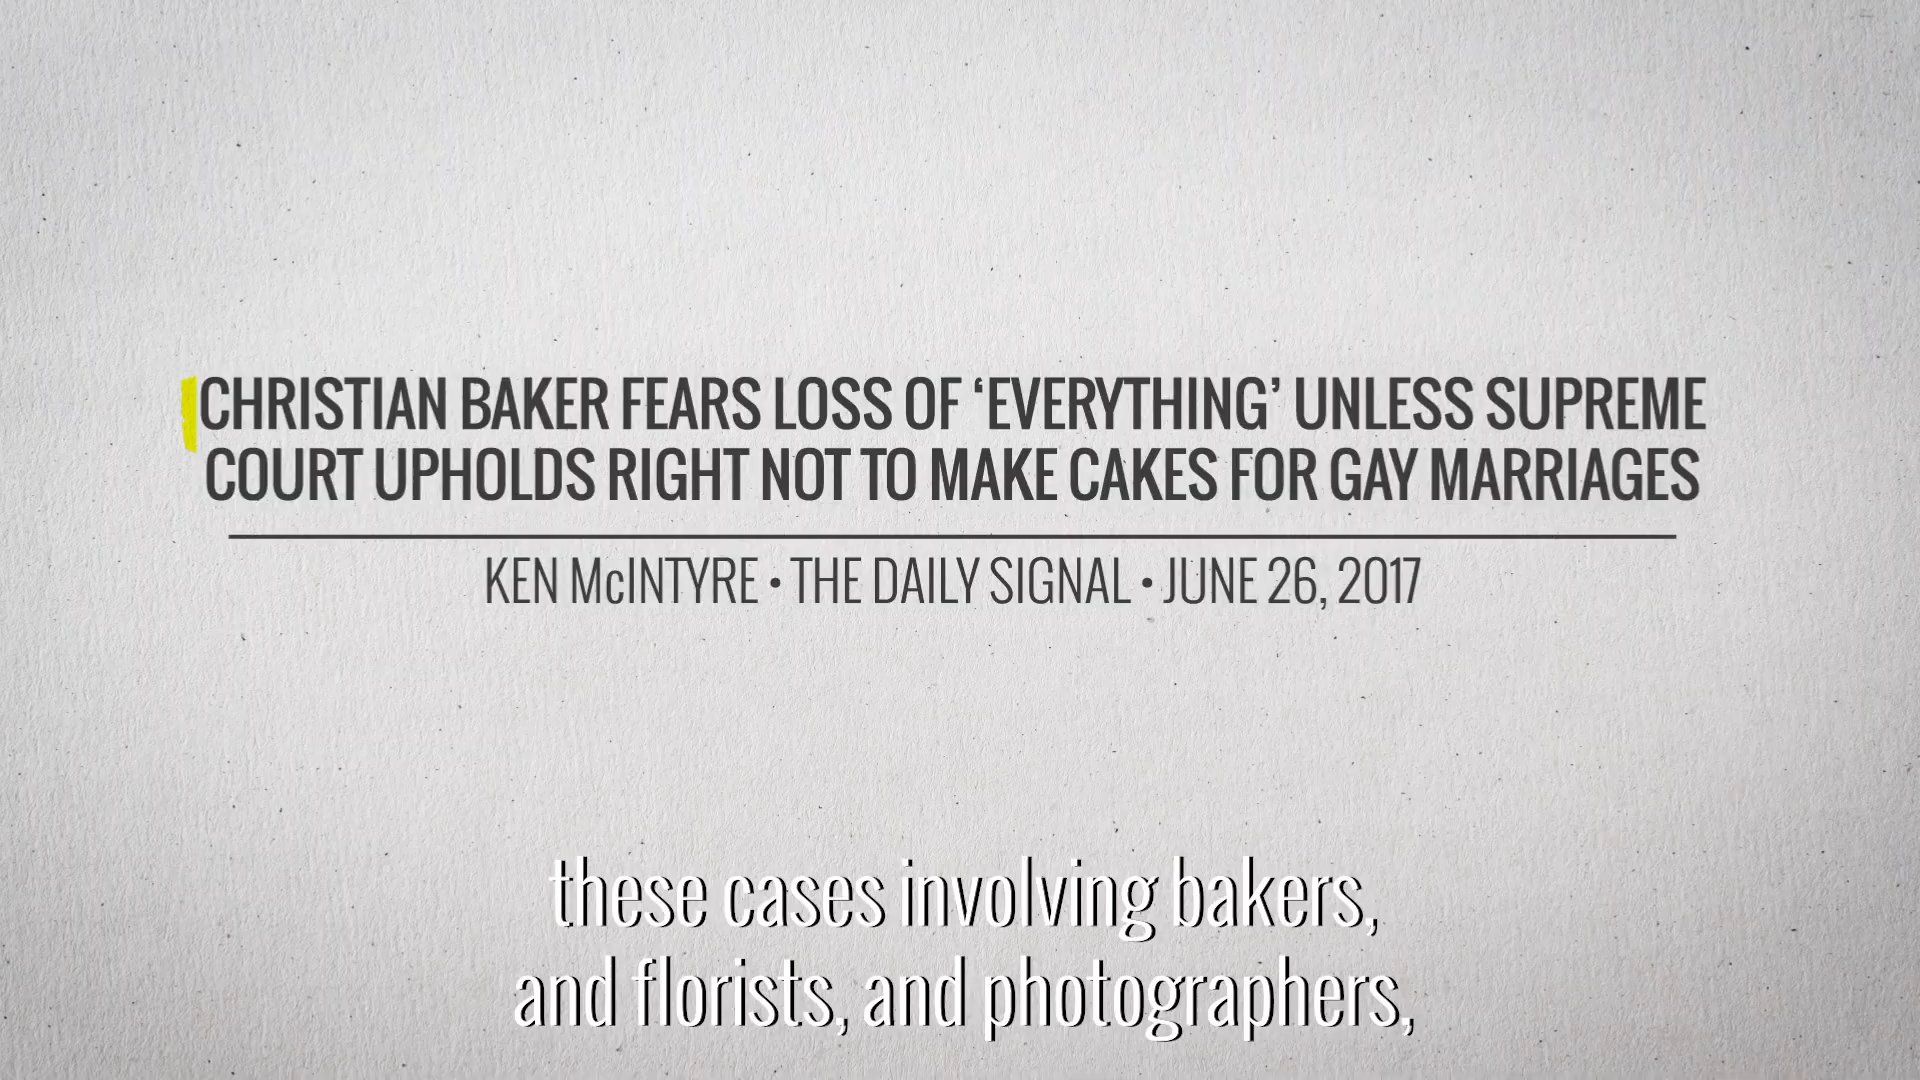 CHRISTIAN BAKER FEARS LOSS OF ‘EVERYTHING’ UNLESS SUPREME
COURT UPHOLDS RIGHT NOT TO MAKE CAKES FOR GAY MARRIAGES
KEN McINTYRE • THE DAILY SIGNAL • JUNE 26, 2017
these cases involving bakers,
and florists, and photographers,